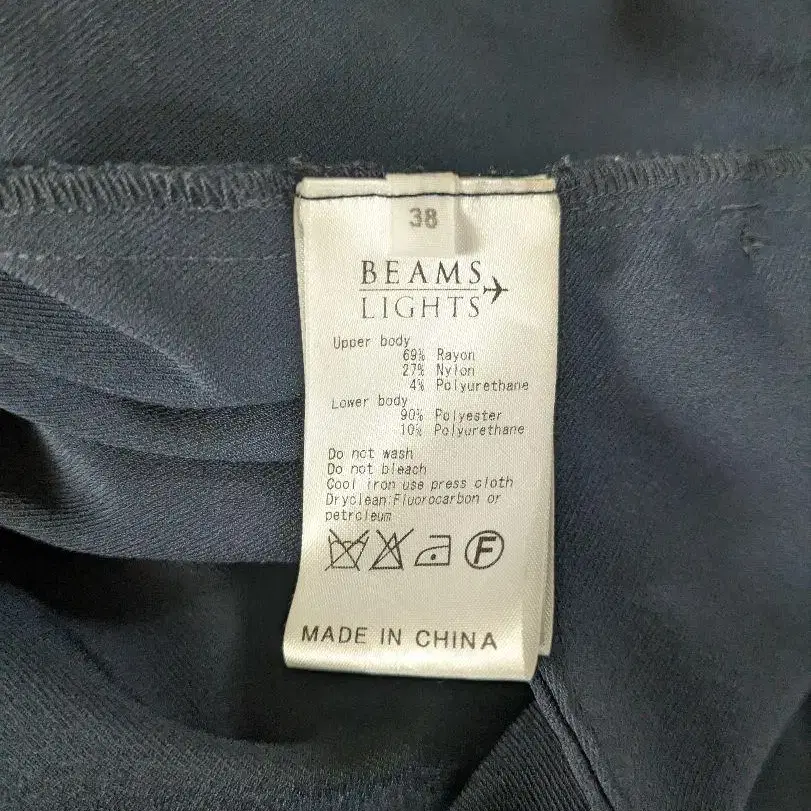 38
BEAMS
LIGHTS
Upper body
69% Rayon
27% Nylon
4% Polyurethane
Lower body
90% Polyester
10% Polyurethane
Do not wash
Do not bleach
Cool iron use press cloth
Dryclean:Fluorocarbon or
petroleum
F
MADE IN CHINA